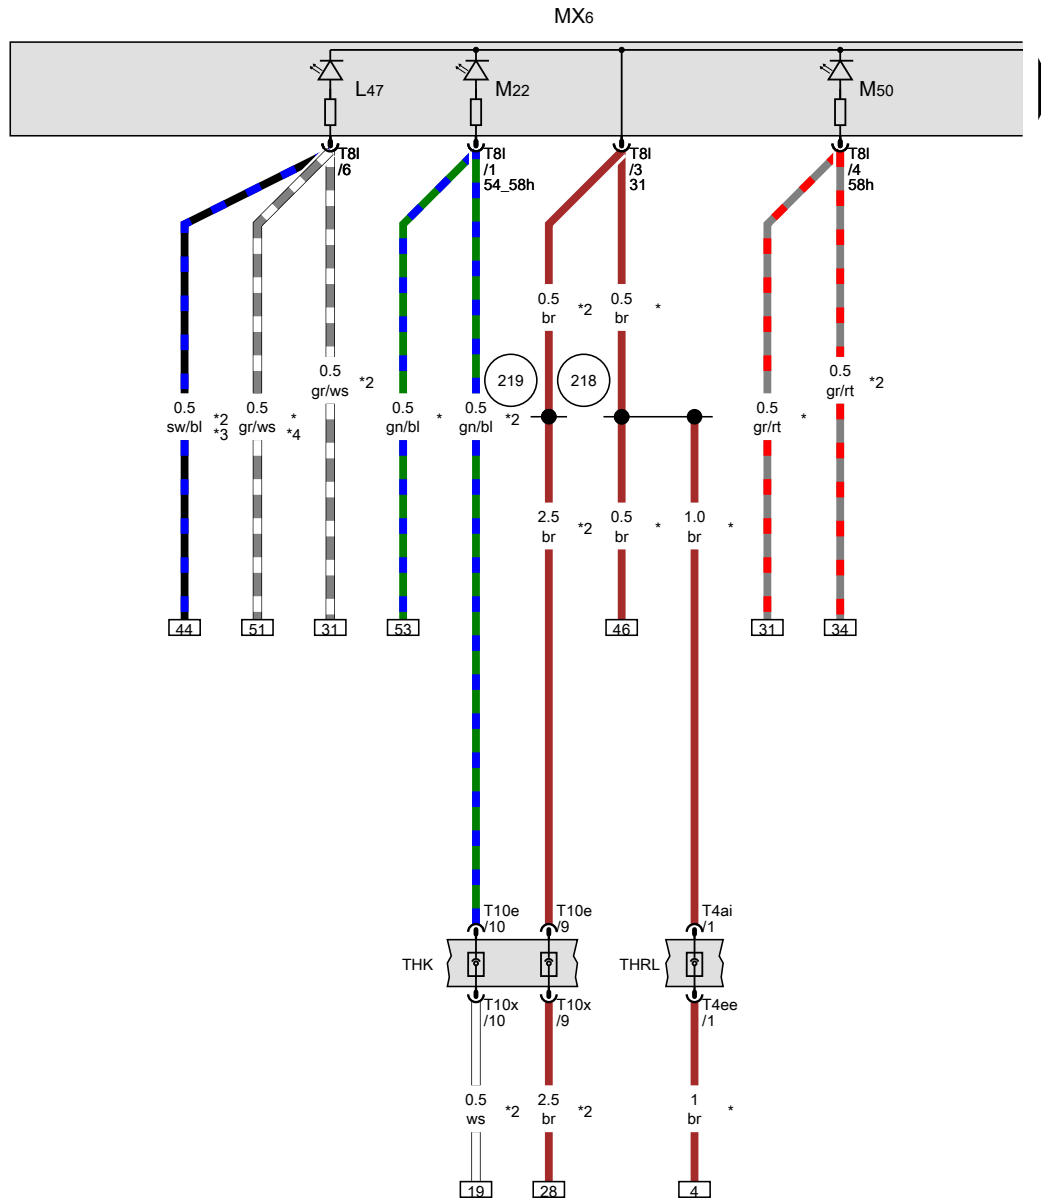 MX6
L47
M22
M50
T8l
/6
T8l
/1
54_58h
T8l
/3
31
T8l
/4
58h
0.5
br
*2
0.5
br
*
0.5
gr/ws
*2
219
218
0.5
gr/rt
*2
0.5
sw/bl
*2
*3
0.5
gr/ws
*
*4
0.5
gn/bl
*
0.5
gn/bl
*2
0.5
gr/rt
*
2.5
br
*2
0.5
br
*
1.0
br
*
44
51
31
53
46
31
34
T10e
/10
T10e
/9
T4ai
/1
THK
THRL
T10x
/10
T10x
/9
T4ee
/1
0.5
ws
*2
2.5
br
*2
1
br
*
19
28
4